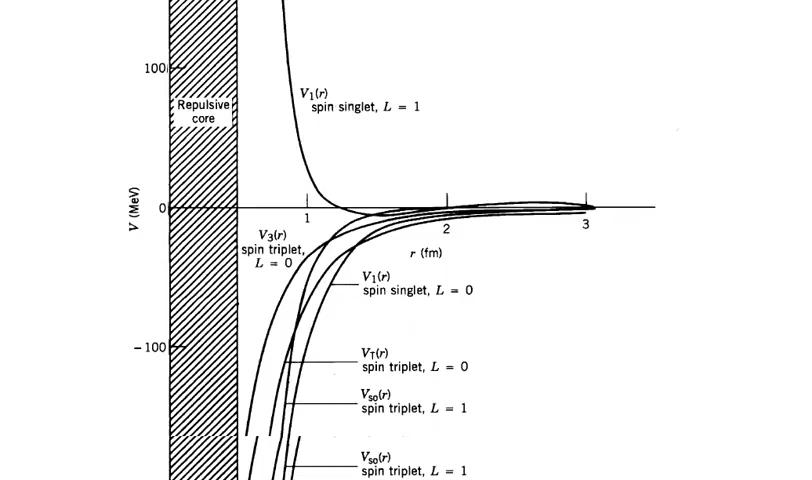 100
Repulsive
core
V₁(r)
spin singlet, L = 1
V (MeV)
0
1
2
3
r (fm)
V₃(r)
spin triplet,
L = 0
V₁(r)
spin singlet, L = 0
-100
V_T(r)
spin triplet, L = 0
V_so(r)
spin triplet, L = 1
V_so(r)
spin triplet, L = 1